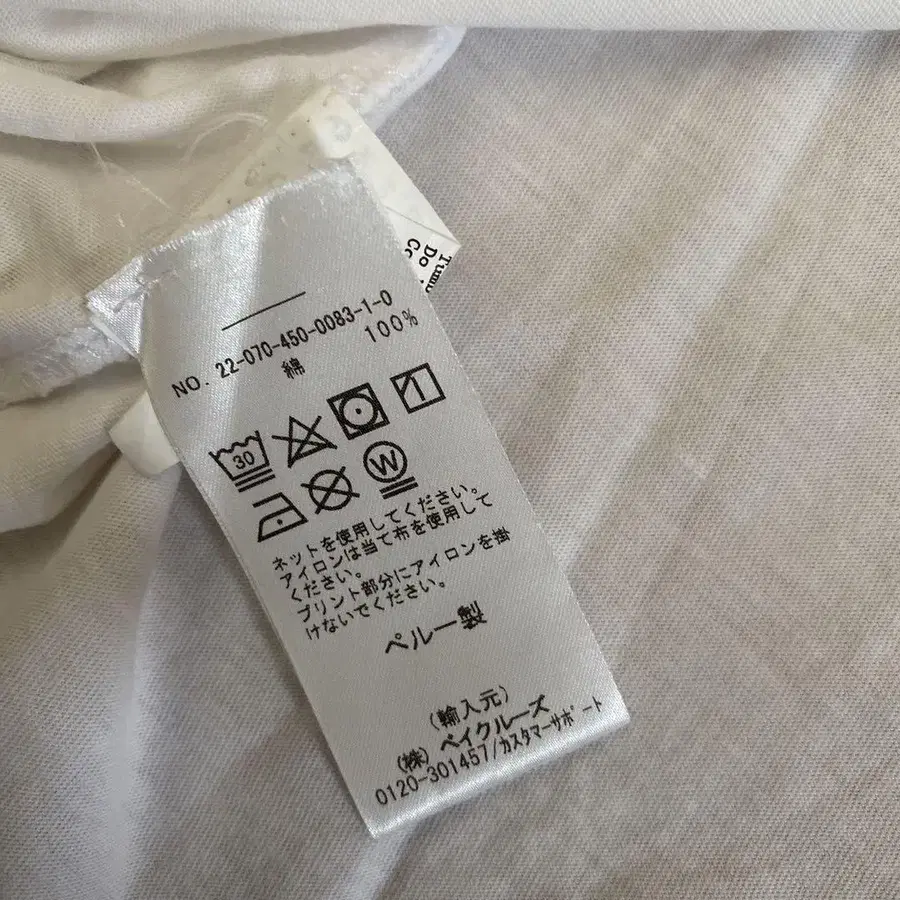 Tum
Do
Co
NO. 22-070-450-0083-1-0
綿 100%
30
W
ネットを使用してください。
アイロンは当て布を使用して
ください。
プリント部分にアイロンを掛
けないでください。
ペルー製
(輸入元)
(株) ベイクルーズ
0120-301457/カスタマーサポート